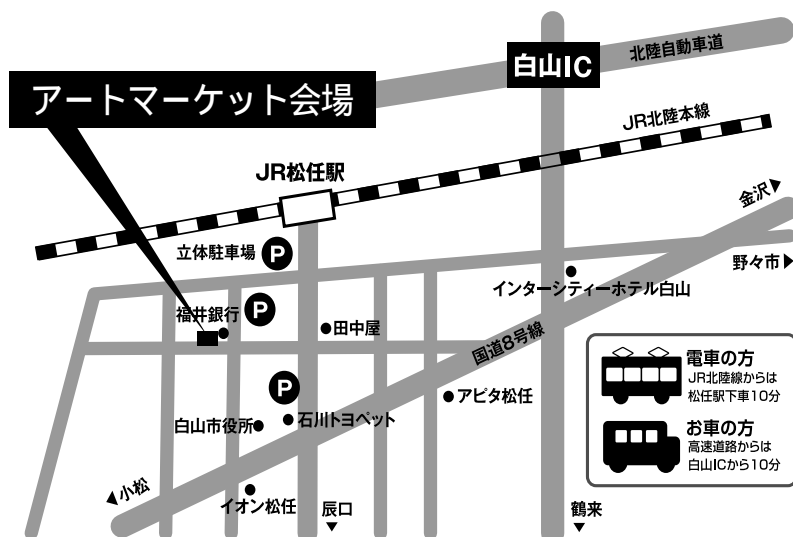 白山IC
北陸自動車道
アートマーケット会場
JR北陸本線
JR松任駅
金沢▶
立体駐車場 P
野々市▶
インターシティーホテル白山
福井銀行
P
田中屋
国道8号線
P
アピタ松任
白山市役所
石川トヨペット
◀小松
イオン松任
辰口
▼
鶴来
▼
電車の方
JR北陸線からは
松任駅下車10分
お車の方
高速道路からは
白山ICから10分